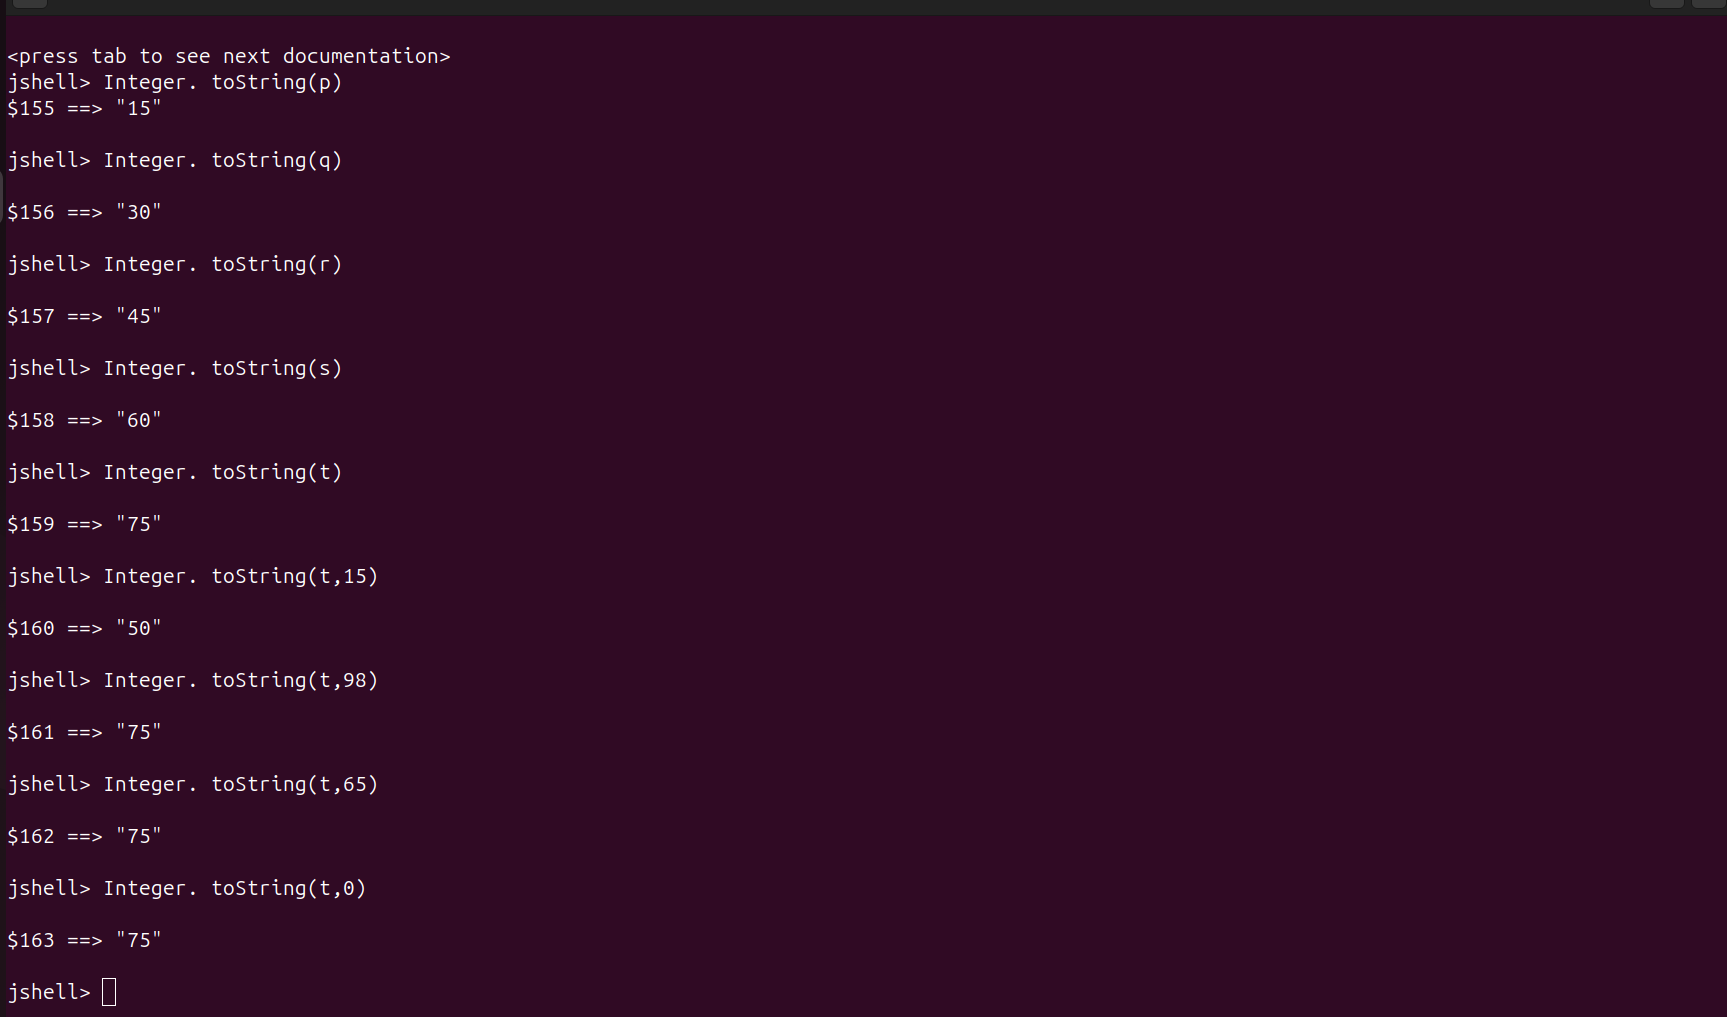 <press tab to see next documentation>
jshell> Integer. toString(p)
$155 ==> "15"
jshell> Integer. toString(q)
$156 ==> "30"
jshell> Integer. toString(r)
$157 ==> "45"
jshell> Integer. toString(s)
$158 ==> "60"
jshell> Integer. toString(t)
$159 ==> "75"
jshell> Integer. toString(t,15)
$160 ==> "50"
jshell> Integer. toString(t,98)
$161 ==> "75"
jshell> Integer. toString(t,65)
$162 ==> "75"
jshell> Integer. toString(t,0)
$163 ==> "75"
jshell>